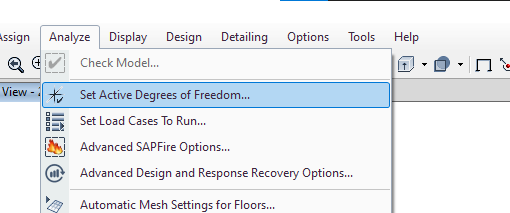 Assign Analyze Display Design Detailing Options Tools Help
Check Model...
View - 
Set Active Degrees of Freedom...
Set Load Cases To Run...
Advanced SAPFire Options...
Advanced Design and Response Recovery Options...
Automatic Mesh Settings for Floors...